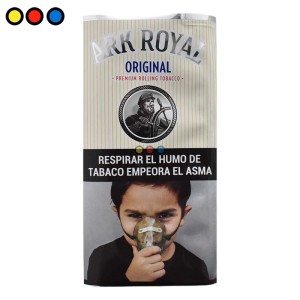 ARK ROYAL
ORIGINAL
PREMIUM ROLLING TOBACCO
RESPIRAR EL HUMO DE
TABACO EMPEORA EL ASMA